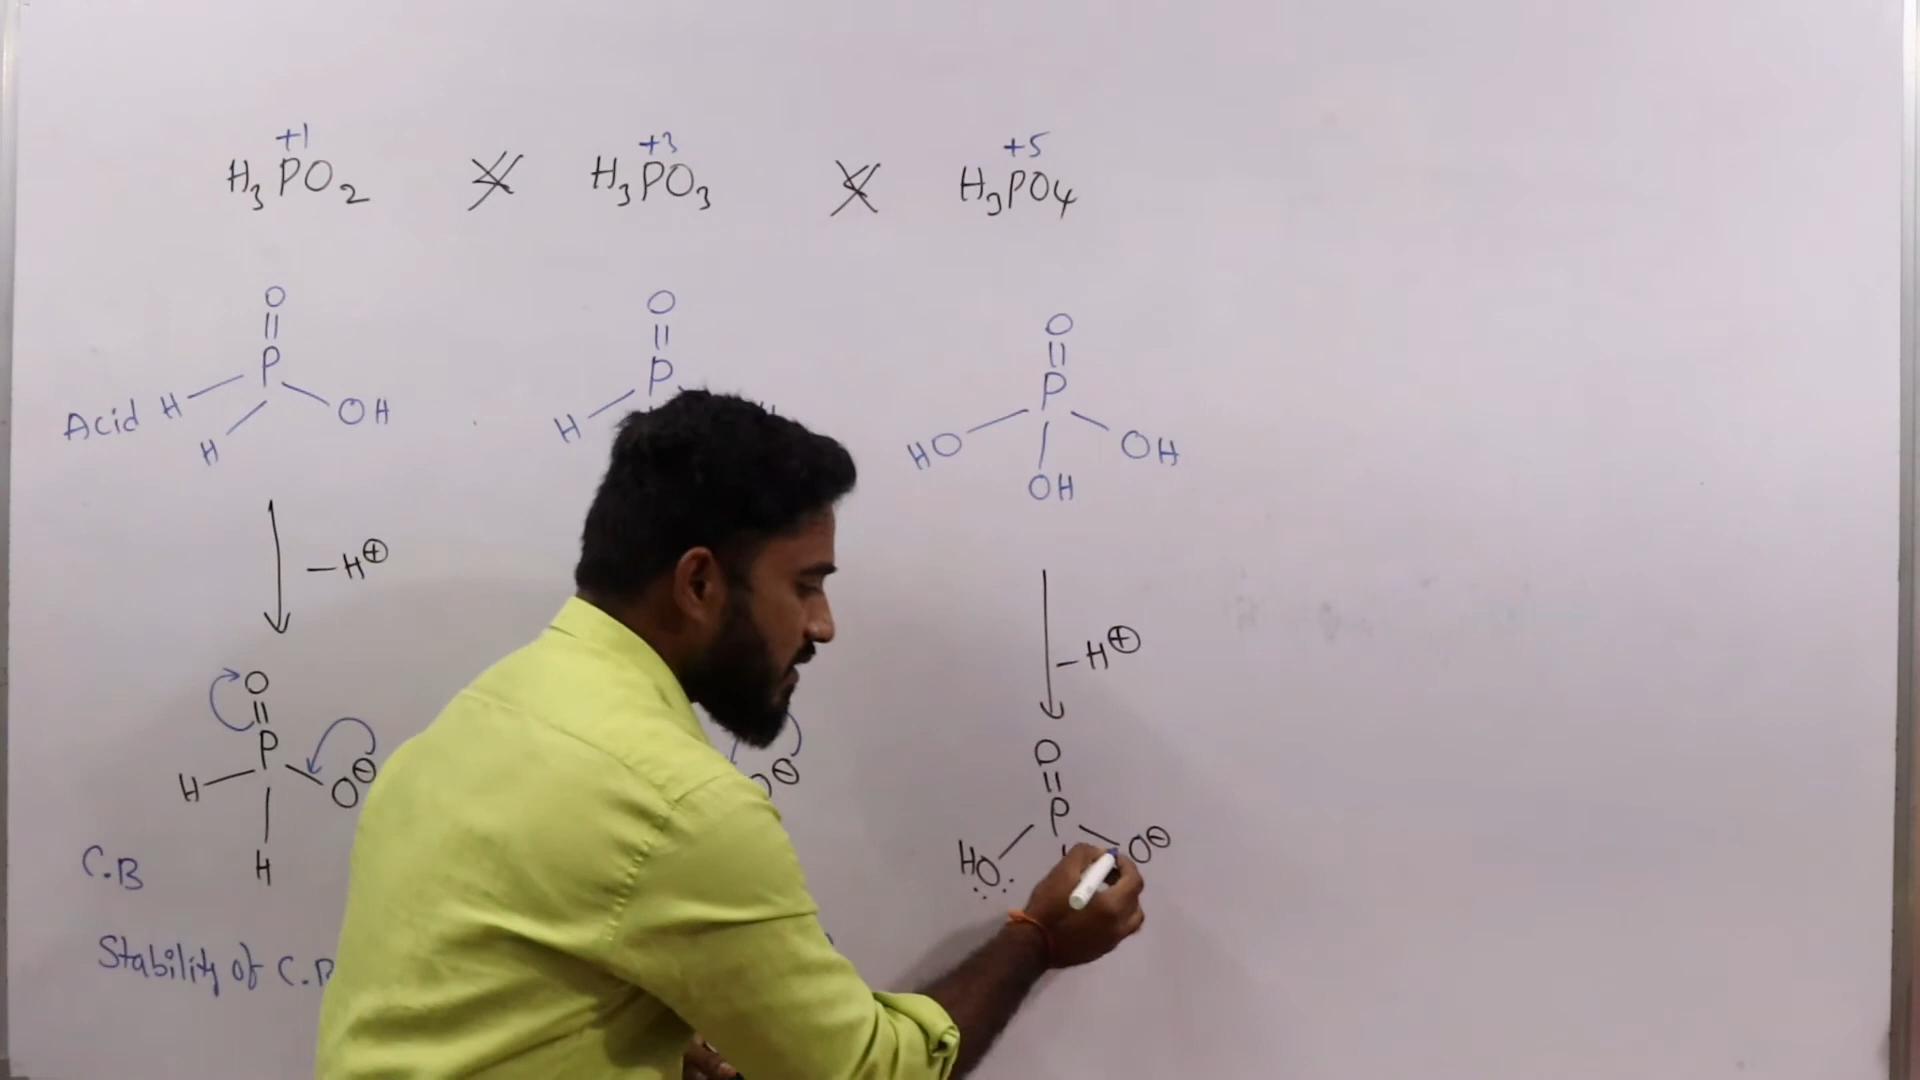 +1 +3 +5
H₃PO₂ H₃PO₃ H₃PO₄
O O O
P P P
Acid H OH H HO OH
H OH
–H⊕ –H⊕
O O
P P
H O⊖ ⊖ HO O⊖
C.B H
Stability of C.B